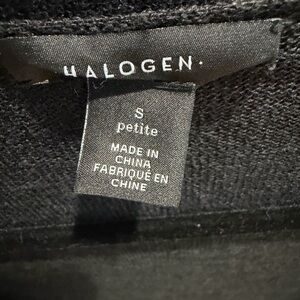 HALOGEN.
S
petite
MADE IN
CHINA
FABRIQUÉ EN
CHINE